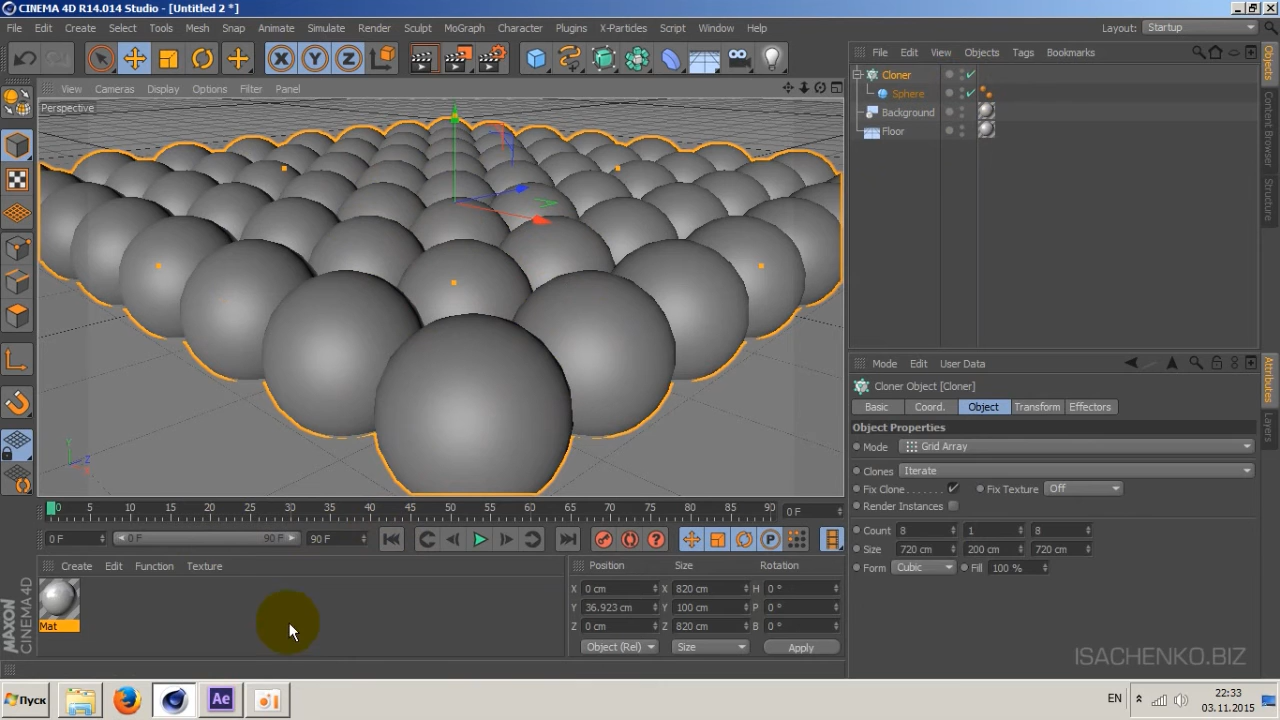 CINEMA 4D R14.014 Studio - [Untitled 2 *]
File Edit Create Select Tools Mesh Snap Animate Simulate Render Sculpt MoGraph Character Plugins X-Particles Script Window Help Layout: Startup
X Y Z
File Edit View Objects Tags Bookmarks
View Cameras Display Options Filter Panel
Perspective
Cloner
Sphere
Background
Floor
Objects
Content Browser
Structure
Mode Edit User Data
Cloner Object [Cloner]
Basic Coord. Object Transform Effectors
Object Properties
Mode Grid Array
Clones Iterate
Fix Clone Fix Texture Off
Render Instances
Count 8 1 8
Size 720 cm 200 cm 720 cm
Form Cubic Fill 100 %
Attributes
Layers
Y
Z
X
0 5 10 15 20 25 30 35 40 45 50 55 60 65 70 75 80 85 90 0 F
0 F 0 F 90 F 90 F
P
Create Edit Function Texture
Mat
Position Size Rotation
X 0 cm X 820 cm H 0 °
Y 36.923 cm Y 100 cm P 0 °
Z 0 cm Z 820 cm B 0 °
Object (Rel) Size Apply
MAXON
CINEMA 4D
ISACHENKO.BIZ
Пуск
Ae
EN
22:33
03.11.2015